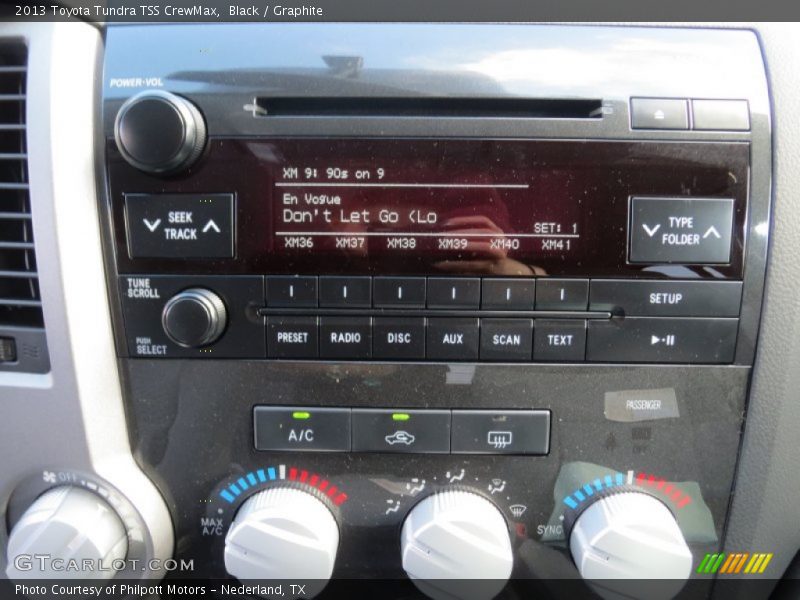 2013 Toyota Tundra TSS CrewMax, Black / Graphite
POWER•VOL
XM 9: 90s on 9
En Vogue
Don't Let Go (Lo
SET: 1
XM36 XM37 XM38 XM39 XM40 XM41
SEEK
TRACK
TYPE
FOLDER
TUNE
SCROLL
SETUP
PUSH
SELECT
PRESET RADIO DISC AUX SCAN TEXT
PASSENGER
A/C
OFF
MAX
A/C
SYNC
GTCARLOT.COM
Photo Courtesy of Philpott Motors - Nederland, TX